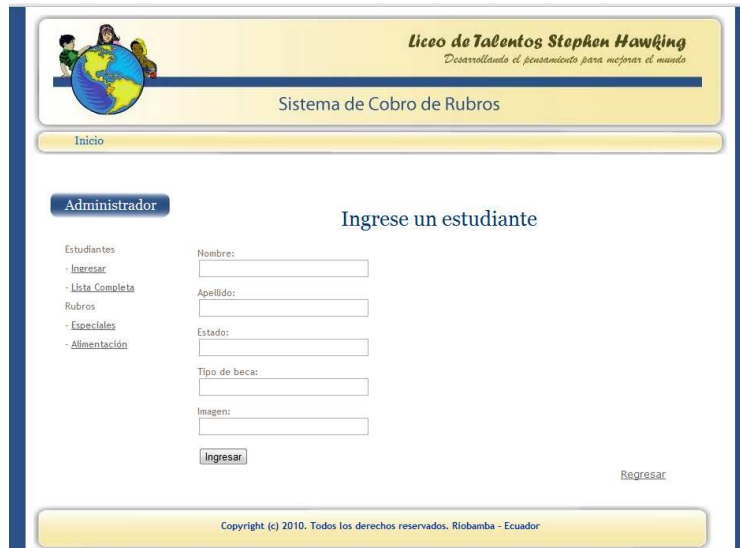 Liceo de Talentos Stephen Hawking
Desarrollando el pensamiento para mejorar el mundo
Sistema de Cobro de Rubros
Inicio
Administrador
Ingrese un estudiante
Estudiantes
- Ingresar
- Lista Completa
Rubros
- Especiales
- Alimentación
Nombre:
Apellido:
Estado:
Tipo de beca:
Imagen:
Ingresar
Regresar
Copyright (c) 2010. Todos los derechos reservados. Riobamba - Ecuador